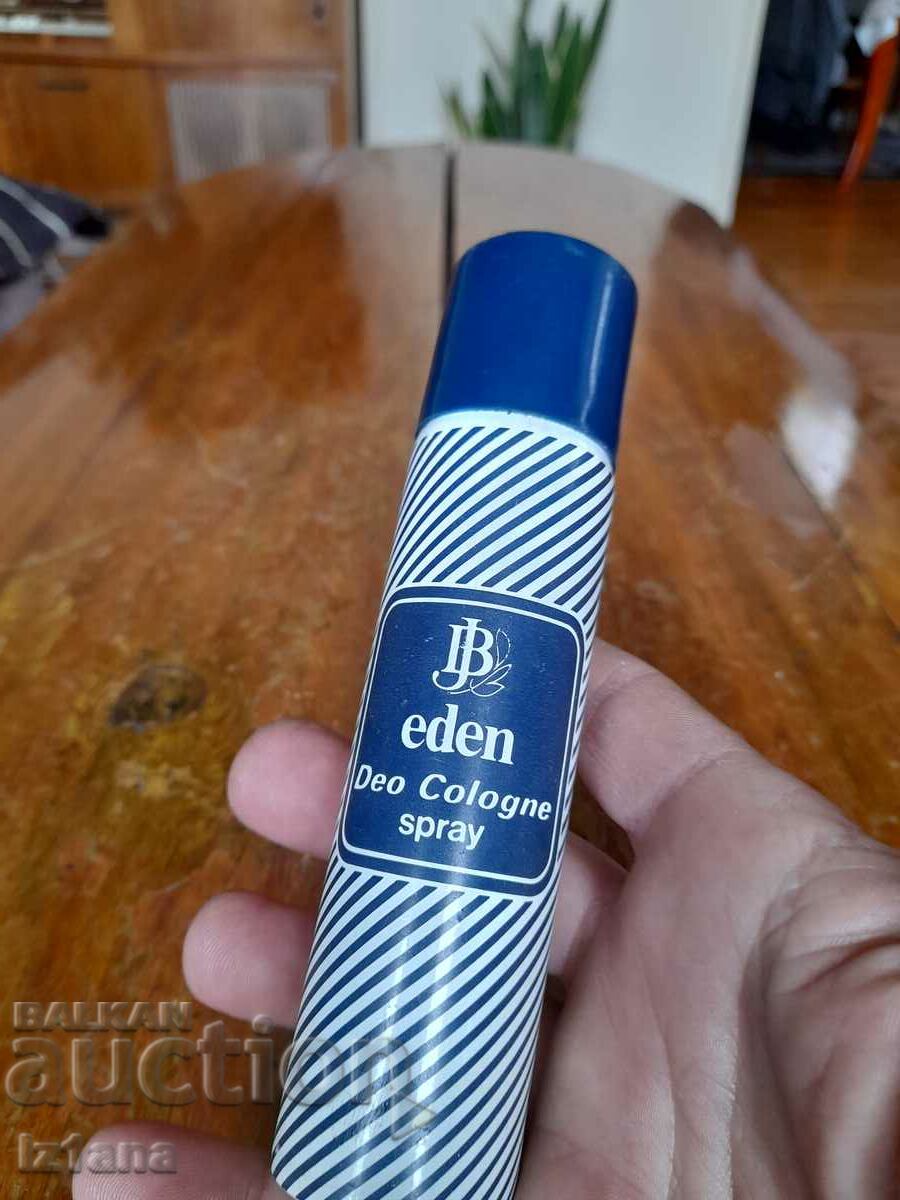 JB
eden
Deo Cologne
spray
BALKAN
auction
iz1ana